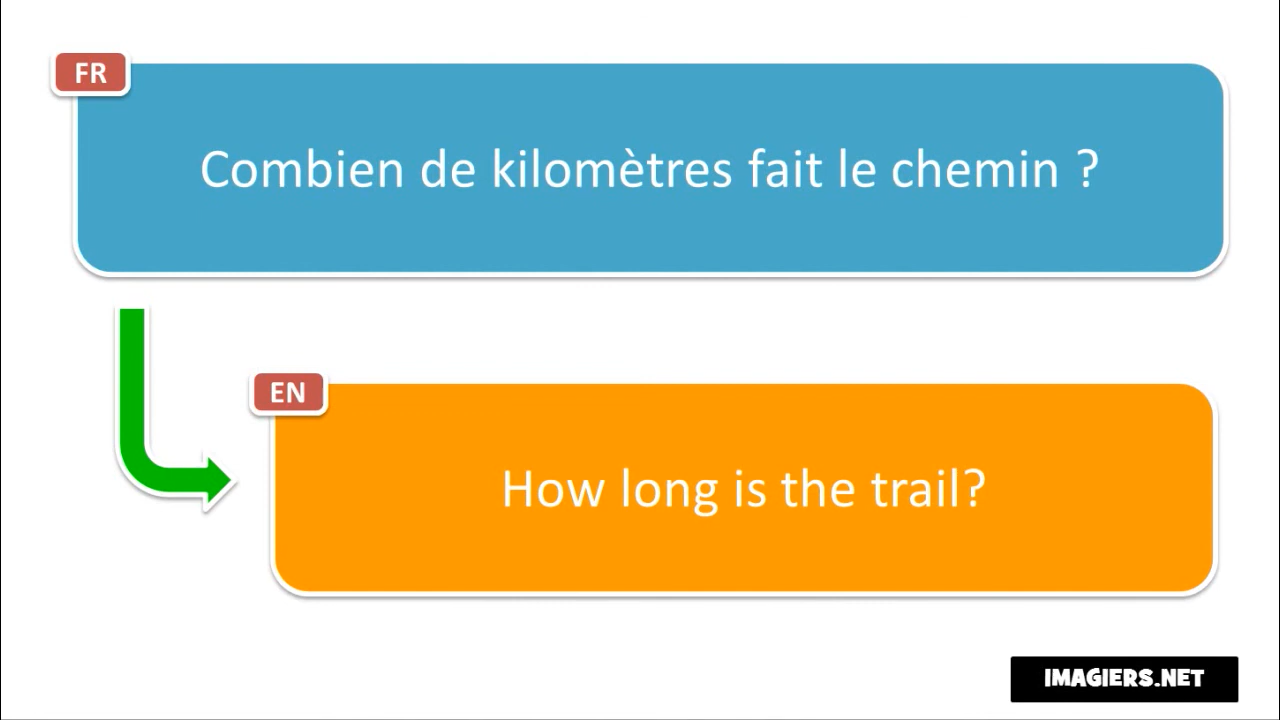 FR
Combien de kilomètres fait le chemin ?
EN
How long is the trail?
IMAGIERS.NET